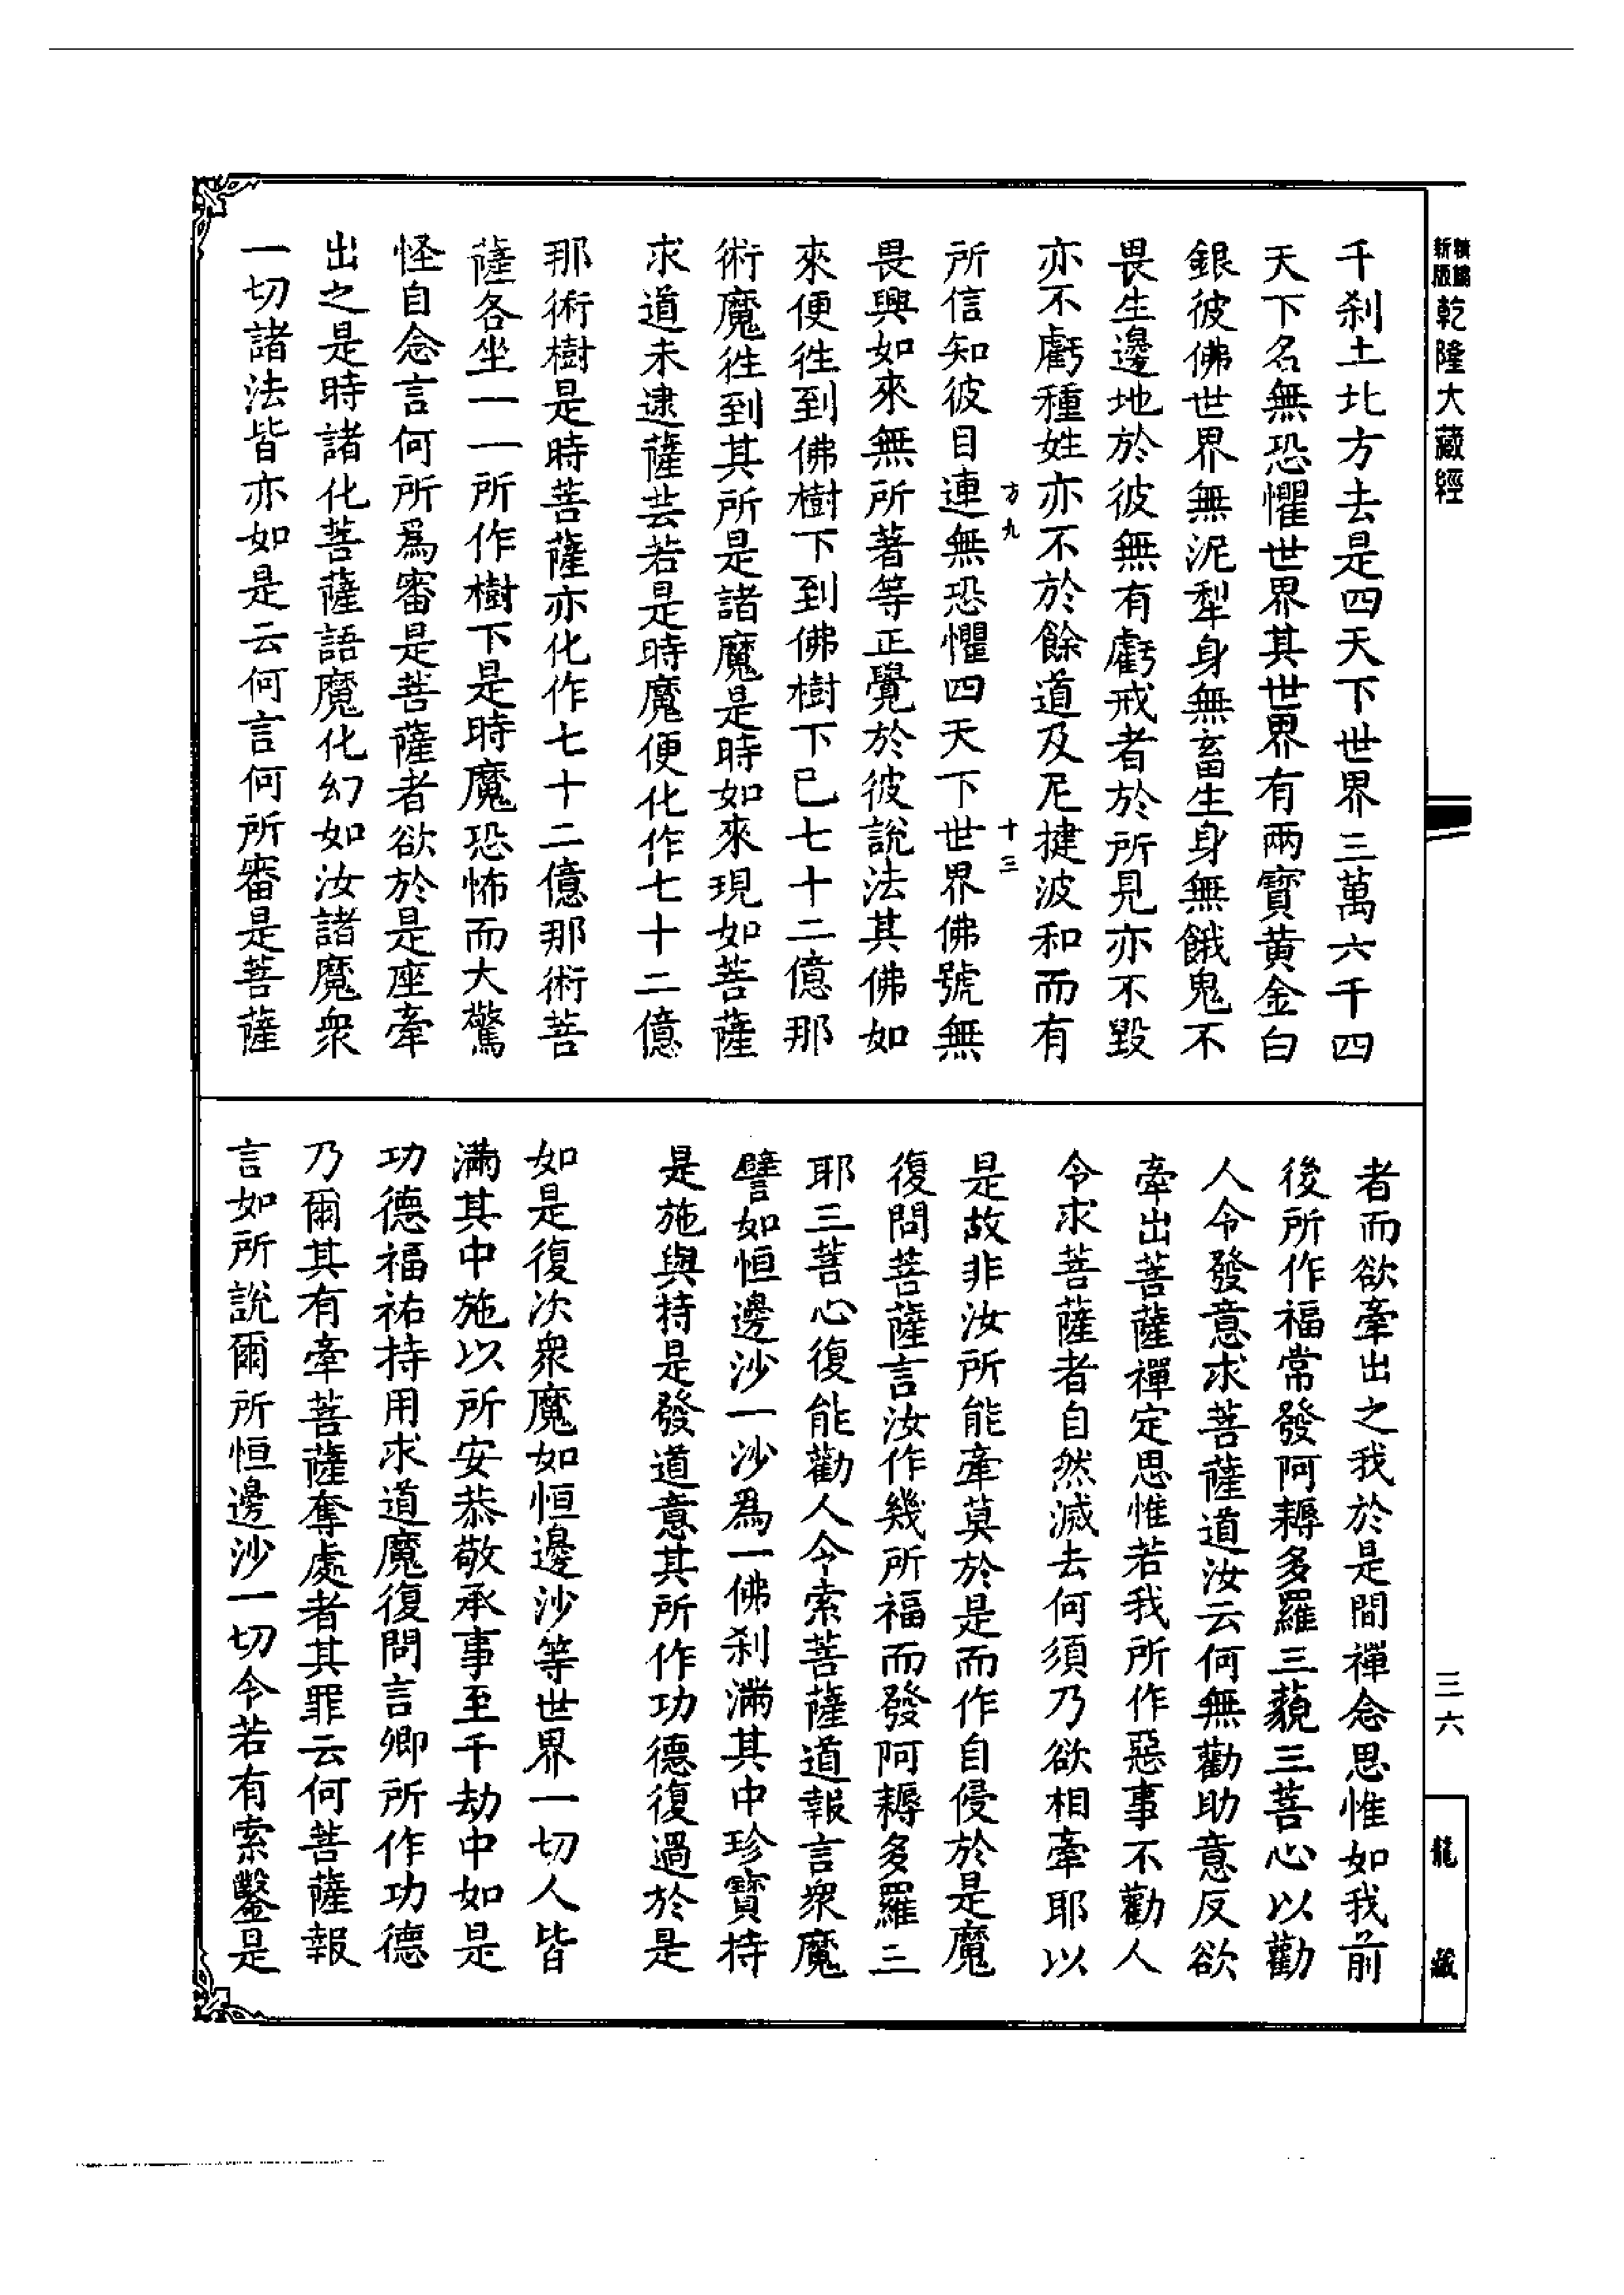 精編新版乾隆大藏經
千刹土北方去是四天下世界三萬六千四
天下名無恐懼世界其世界有兩寶黃金白
銀彼佛世界無泥犁身無畜生身無餓鬼不
畏生邊地於彼無有虧戒者於所見亦不毀
亦不虧種姓亦不於餘道及尼揵波和而有
方九 十三
所信知彼目連無恐懼四天下世界佛號無
畏興如來無所著等正覺於彼說法其佛如
來便往到佛樹下到佛樹下已七十二億那
術魔徃到其所是諸魔是時如來現如菩薩
求道未逮薩芸若是時魔便化作七十二億
那術樹是時菩薩亦化作七十二億那術菩
薩各坐一一所作樹下是時魔恐怖而大驚
怪自念言何所爲審是菩薩者欲於是座牽
出之是時諸化菩薩語魔化幻如汝諸魔衆
一切諸法皆亦如是云何言何所審是菩薩
者而欲牽出之我於是間禪念思惟如我前
後所作福常發阿耨多羅三藐三菩心以勸
人令發意求菩薩道汝云何無勸助意反欲
牽出菩薩禪定思惟若我所作惡事不勸人
令求菩薩者自然滅去何須乃欲相牽耶以
是故非汝所能牽莫於是而作自侵於是魔
復問菩薩言汝作幾所福而發阿耨多羅三
耶三菩心復能勸人令索菩薩道報言衆魔
譬如恒邊沙一沙爲一佛刹滿其中珍寶持
是施與持是發道意其所作功德復過於是
如是復次衆魔如恒邊沙等世界一切人皆
滿其中施以所安恭敬承事至千劫中如是
功德福祐持用求道魔復問言卿所作功德
乃爾其有牽菩薩奪處者其罪云何菩薩報
言如所說爾所恒邊沙一切令若有索鑿是
三六
龍藏